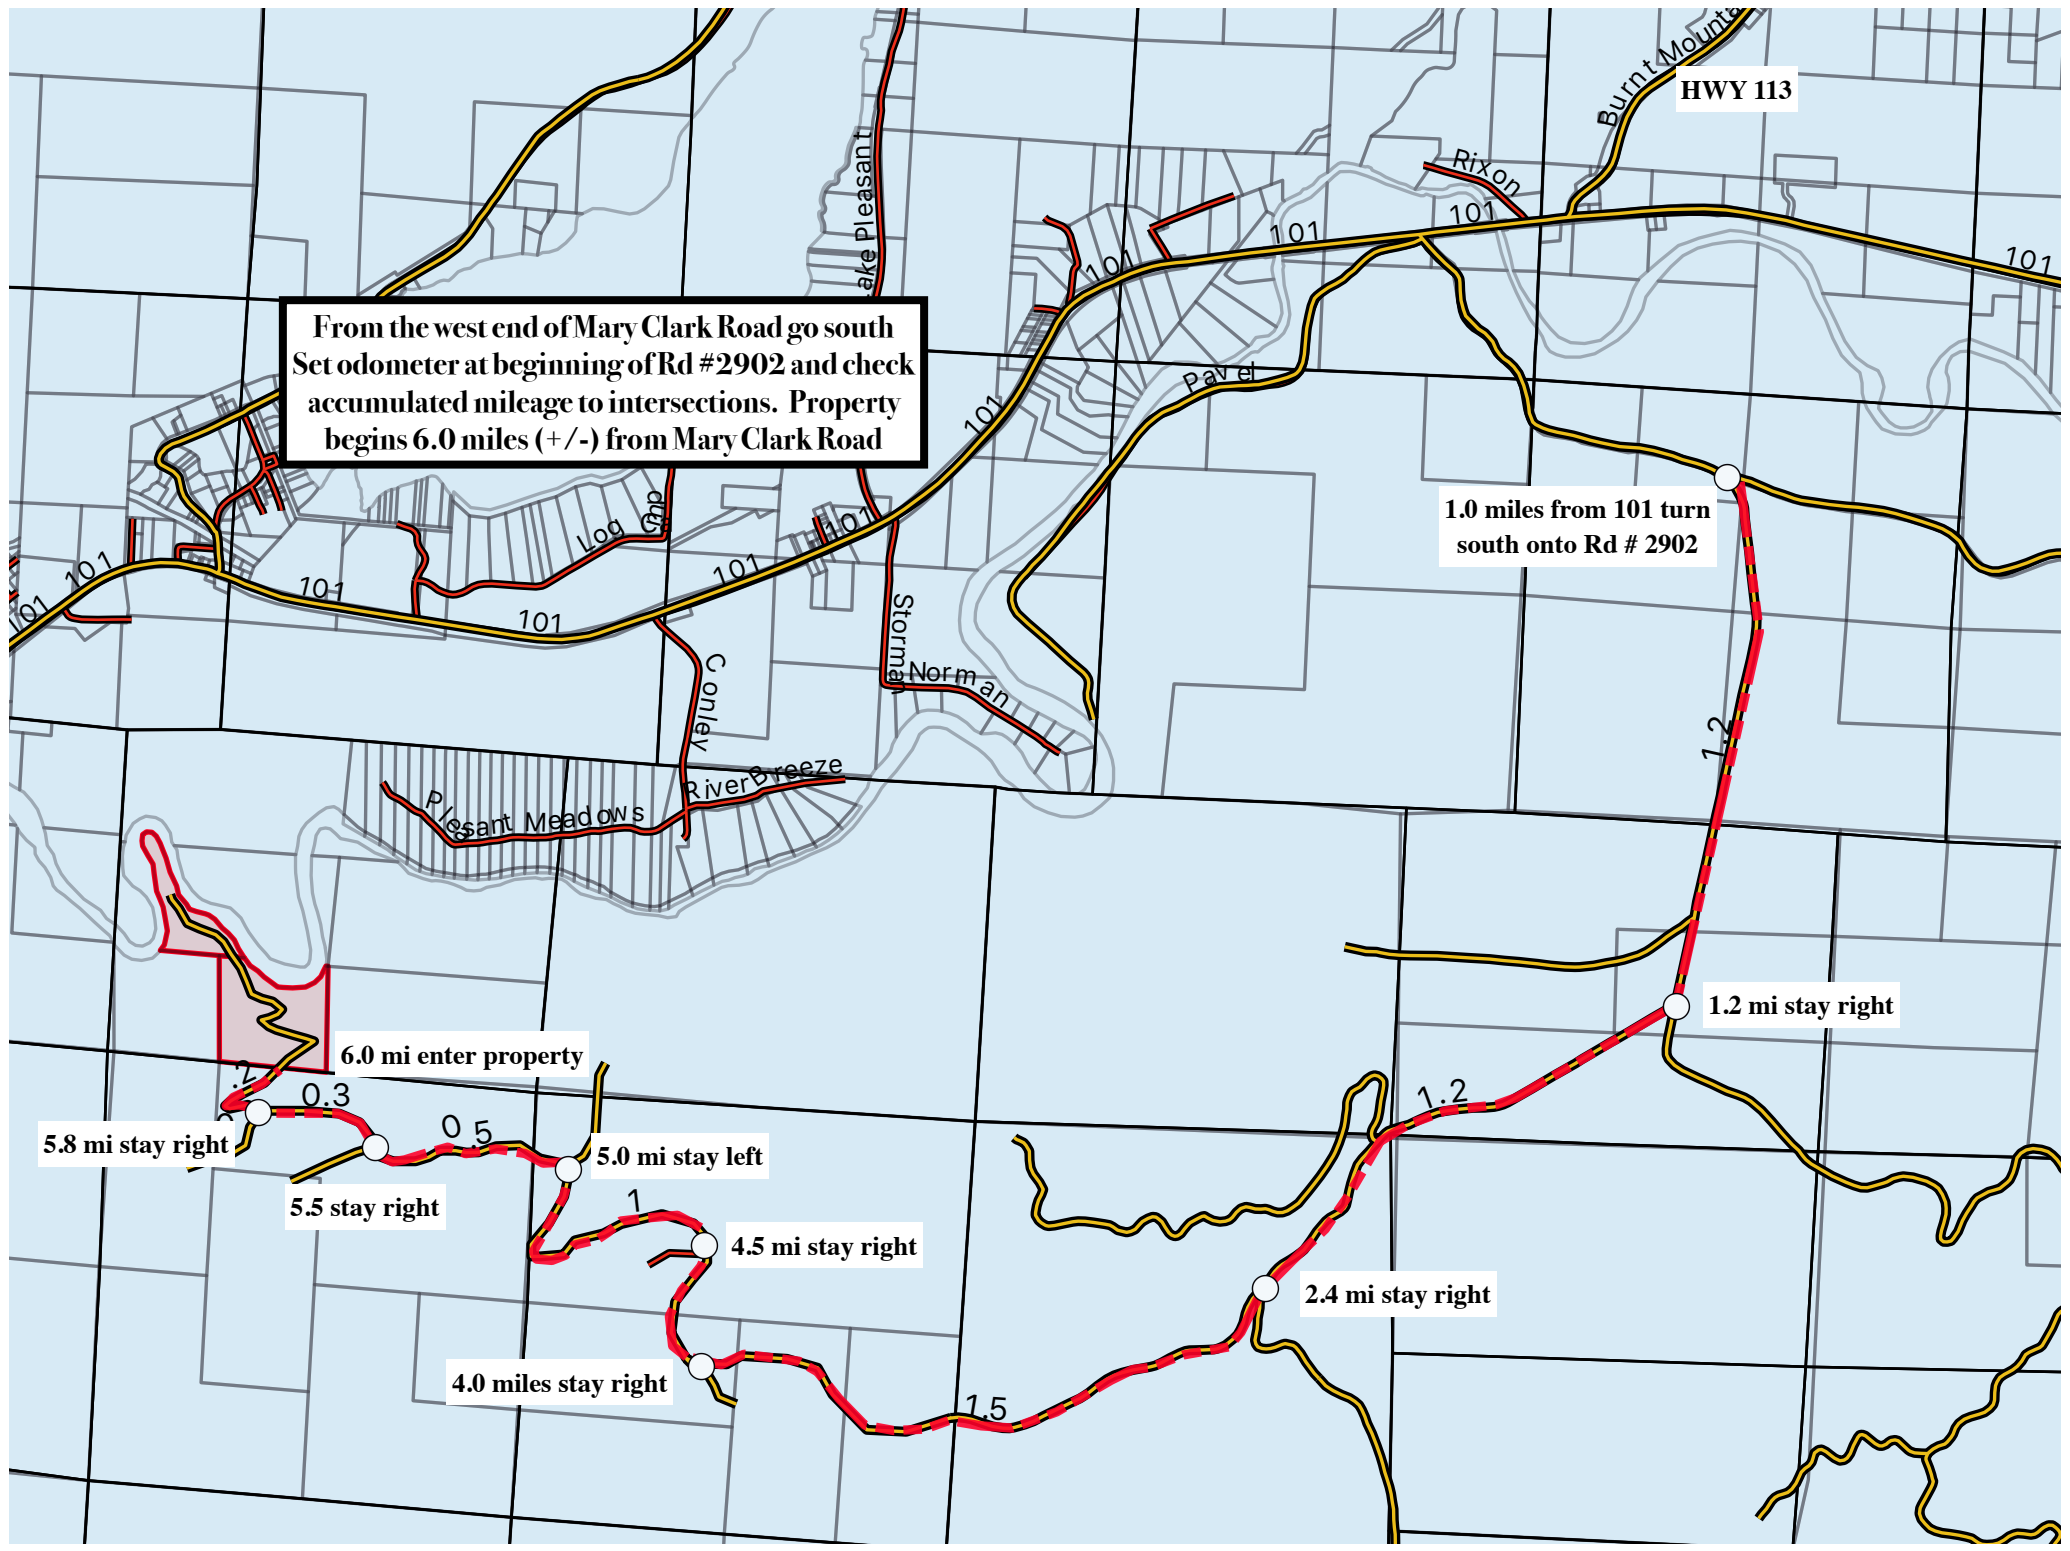 Burnt Mounta
HWY 113
Rixon
101
101
101
101
ake Pleasant
From the west end of Mary Clark Road go south
Set odometer at beginning of Rd #2902 and check
accumulated mileage to intersections. Property
begins 6.0 miles (+/-) from Mary Clark Road
Pavel
101
1.0 miles from 101 turn
south onto Rd # 2902
Log Cup
101
101
101
101
101
101
Storman
Norman
Conley
1.2
River Breeze
Plesant Meadows
1.2 mi stay right
6.0 mi enter property
.2
0.3
1.2
0.5
5.8 mi stay right
5.0 mi stay left
5.5 stay right
1
4.5 mi stay right
2.4 mi stay right
4.0 miles stay right
1.5